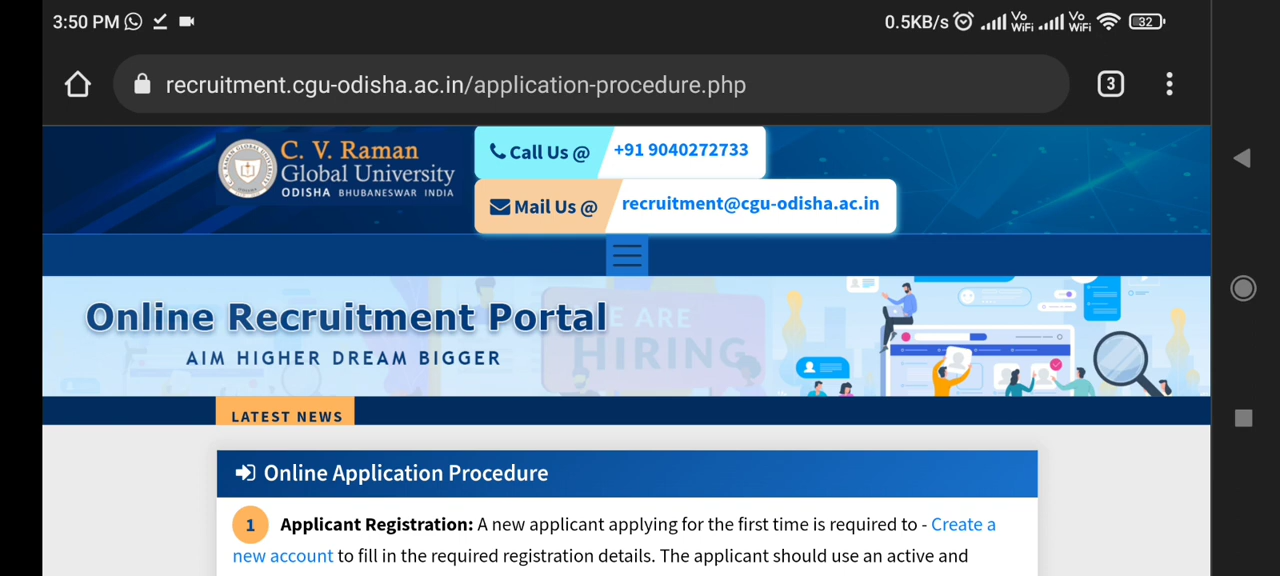 3:50 PM
0.5KB/s Vo WiFi Vo WiFi 32
recruitment.cgu-odisha.ac.in/application-procedure.php
3
C. V. Raman
Global University
ODISHA BHUBANESWAR INDIA
Call Us @ +91 9040272733
Mail Us @ recruitment@cgu-odisha.ac.in
Online Recruitment Portal
AIM HIGHER DREAM BIGGER
E ARE
HIRING
LATEST NEWS
Online Application Procedure
1 Applicant Registration: A new applicant applying for the first time is required to - Create a
new account to fill in the required registration details. The applicant should use an active and